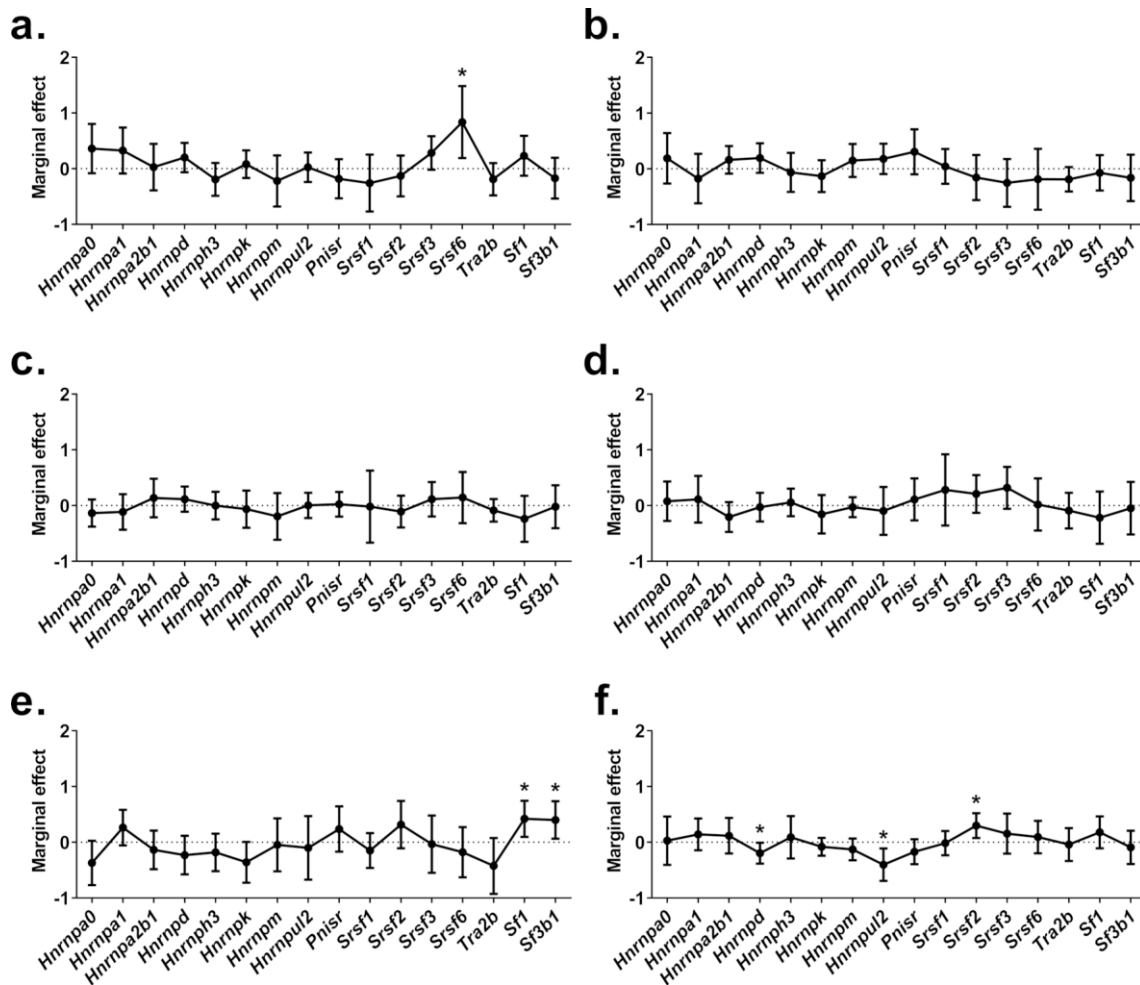 a.
Marginal effect
2
1
0
-1
*
Hnrnpa0
Hnrnpa1
Hnrnpa2b1
Hnrnpd
Hnrnph3
Hnrnpk
Hnrnpm
Hnrnpul2
Pnisr
Srsf1
Srsf2
Srsf3
Srsf6
Tra2b
Sf1
Sf3b1
b.
Marginal effect
2
1
0
-1
Hnrnpa0
Hnrnpa1
Hnrnpa2b1
Hnrnpd
Hnrnph3
Hnrnpk
Hnrnpm
Hnrnpul2
Pnisr
Srsf1
Srsf2
Srsf3
Srsf6
Tra2b
Sf1
Sf3b1
c.
Marginal effect
2
1
0
-1
Hnrnpa0
Hnrnpa1
Hnrnpa2b1
Hnrnpd
Hnrnph3
Hnrnpk
Hnrnpm
Hnrnpul2
Pnisr
Srsf1
Srsf2
Srsf3
Srsf6
Tra2b
Sf1
Sf3b1
d.
Marginal effect
2
1
0
-1
Hnrnpa0
Hnrnpa1
Hnrnpa2b1
Hnrnpd
Hnrnph3
Hnrnpk
Hnrnpm
Hnrnpul2
Pnisr
Srsf1
Srsf2
Srsf3
Srsf6
Tra2b
Sf1
Sf3b1
e.
Marginal effect
2
1
0
-1
* *
Hnrnpa0
Hnrnpa1
Hnrnpa2b1
Hnrnpd
Hnrnph3
Hnrnpk
Hnrnpm
Hnrnpul2
Pnisr
Srsf1
Srsf2
Srsf3
Srsf6
Tra2b
Sf1
Sf3b1
f.
Marginal effect
2
1
0
-1
* * *
Hnrnpa0
Hnrnpa1
Hnrnpa2b1
Hnrnpd
Hnrnph3
Hnrnpk
Hnrnpm
Hnrnpul2
Pnisr
Srsf1
Srsf2
Srsf3
Srsf6
Tra2b
Sf1
Sf3b1